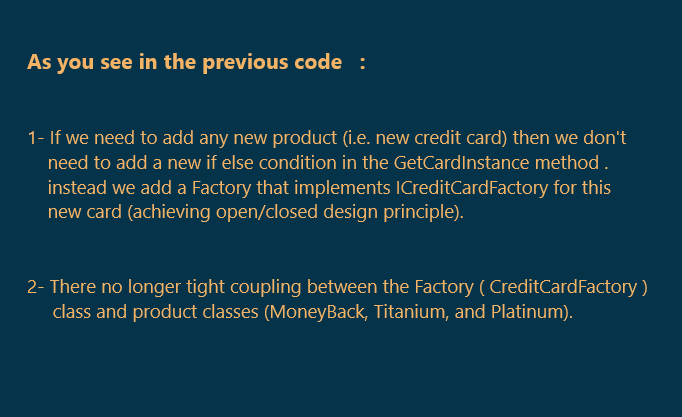 As you see in the previous code :
1- If we need to add any new product (i.e. new credit card) then we don't
need to add a new if else condition in the GetCardInstance method .
instead we add a Factory that implements ICreditCardFactory for this
new card (achieving open/closed design principle).
2- There no longer tight coupling between the Factory ( CreditCardFactory )
class and product classes (MoneyBack, Titanium, and Platinum).